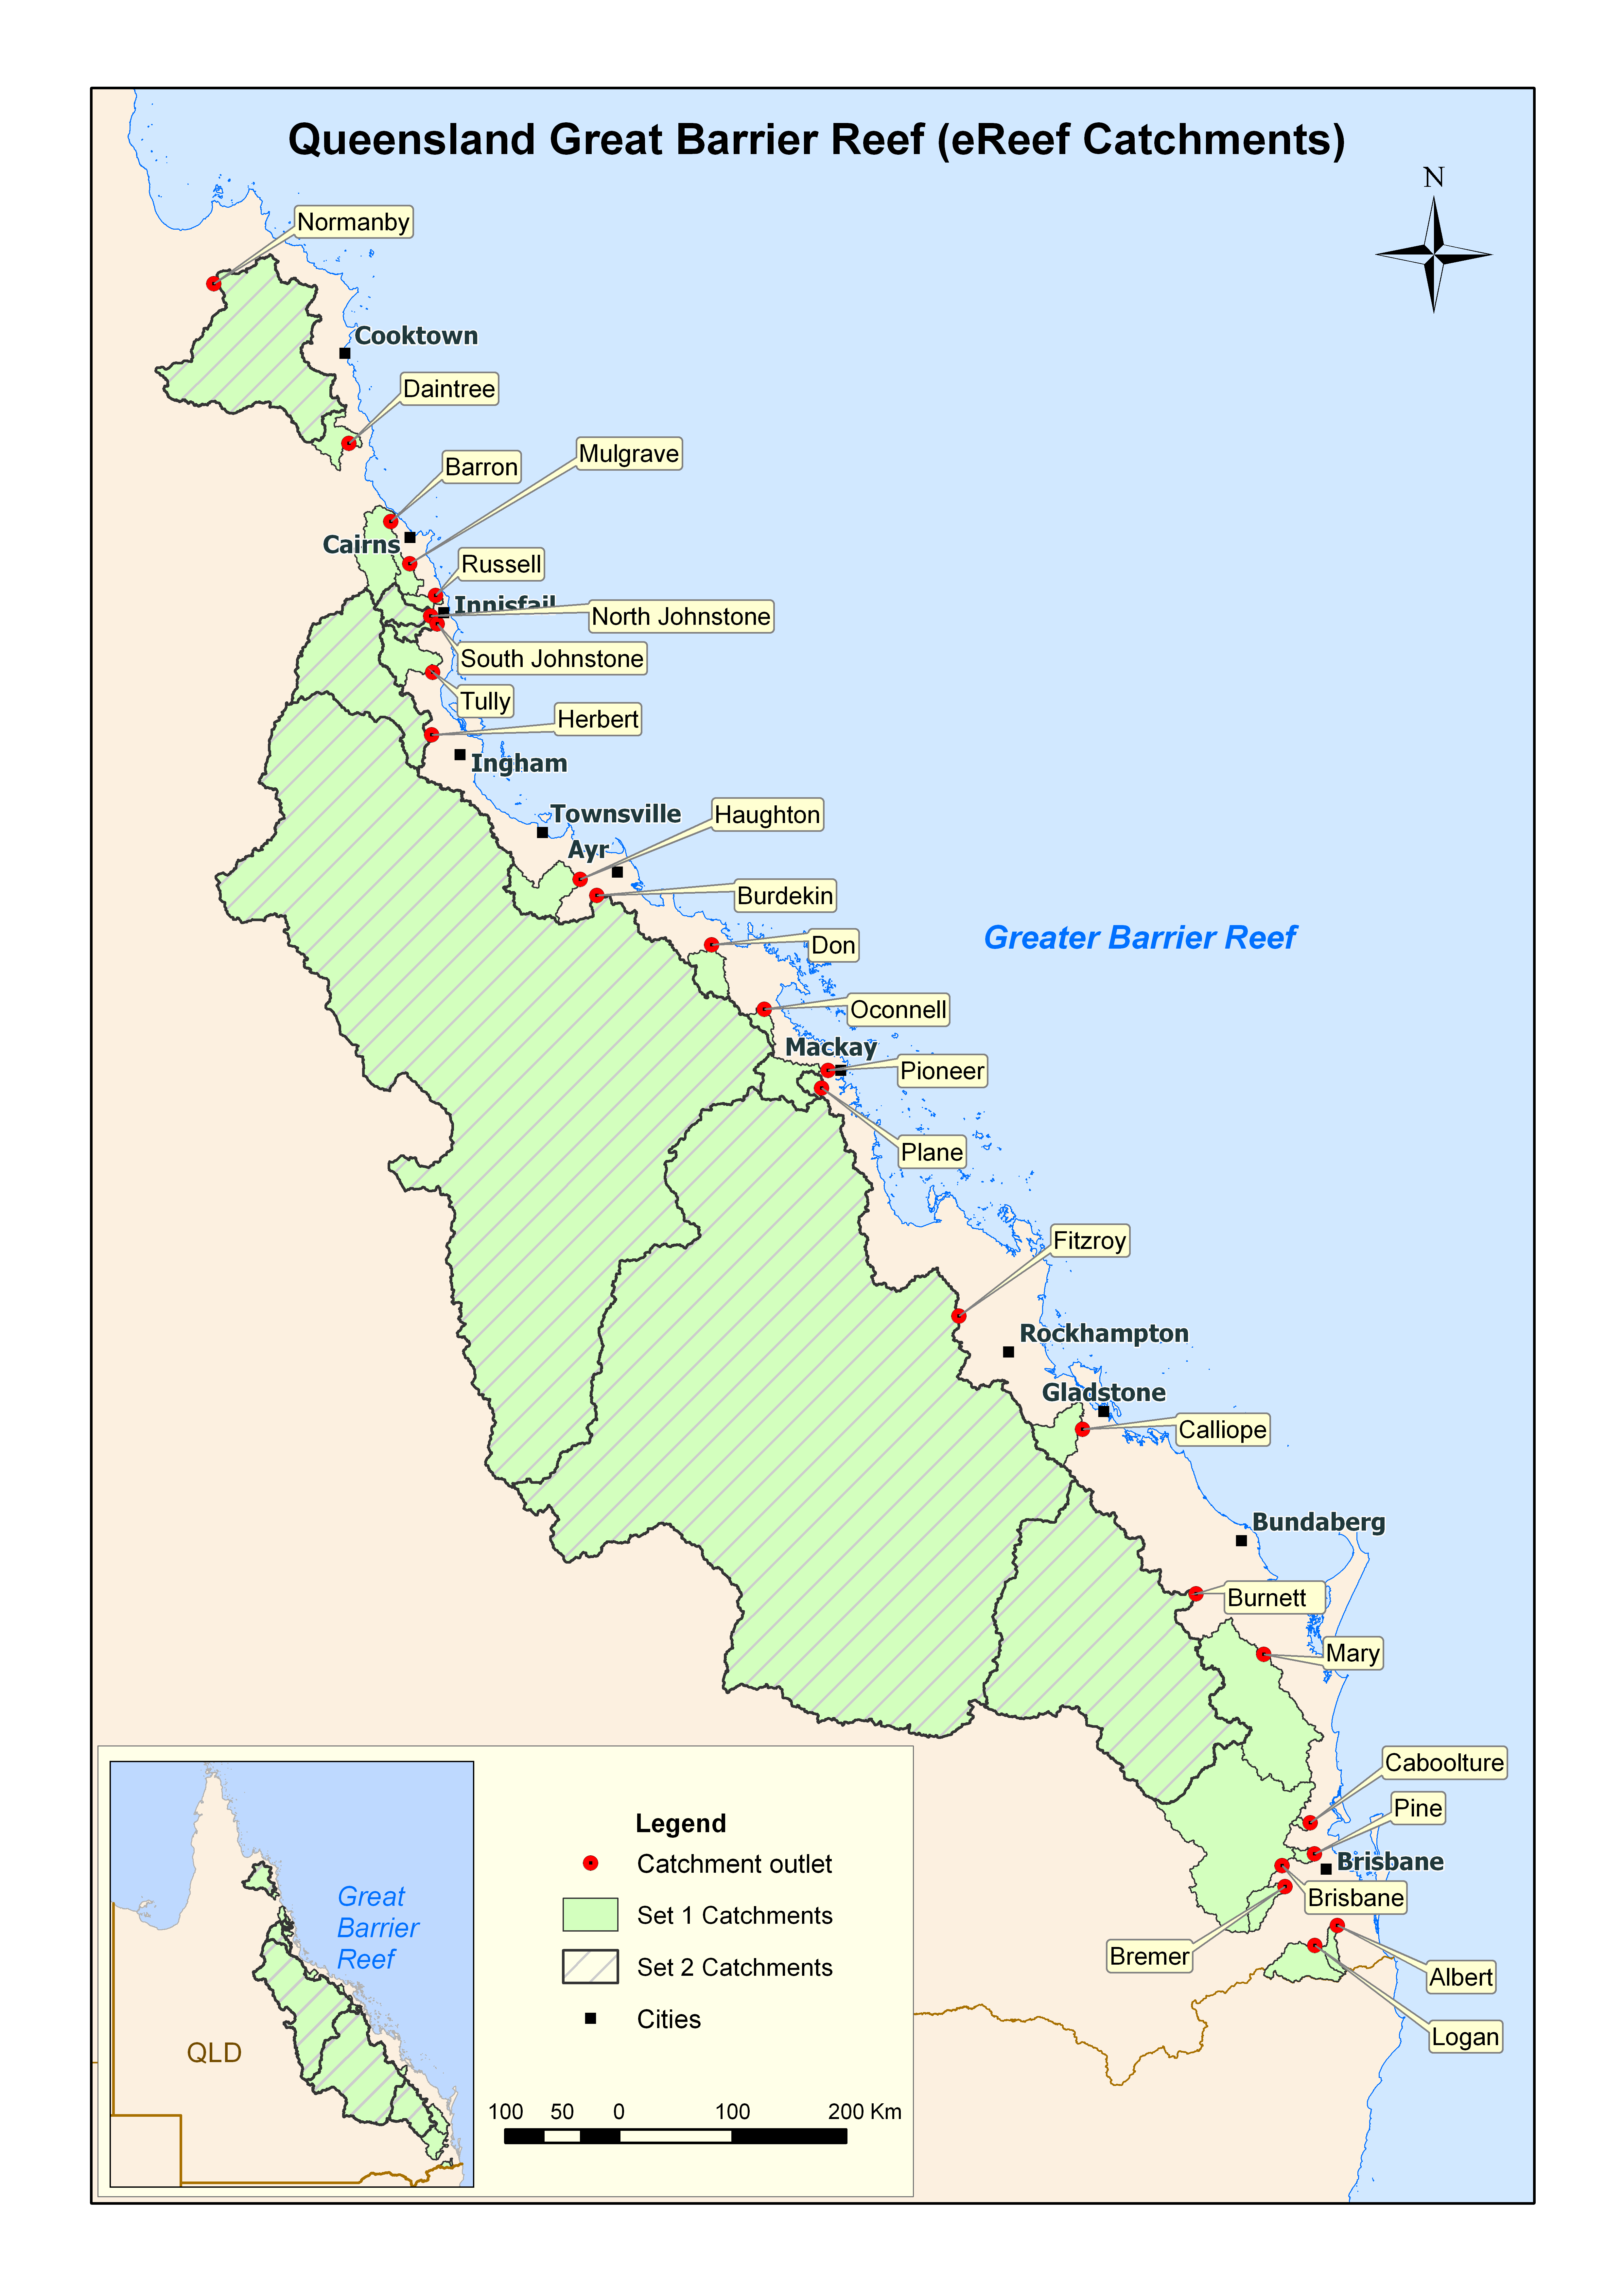 Queensland Great Barrier Reef (eReef Catchments)
N
Normanby
Cooktown
Daintree
Mulgrave
Barron
Cairns
Russell
Innisfail
North Johnstone
South Johnstone
Tully
Herbert
Ingham
Townsville
Haughton
Ayr
Burdekin
Greater Barrier Reef
Don
Oconnell
Mackay
Pioneer
Plane
Fitzroy
Rockhampton
Gladstone
Calliope
Bundaberg
Burnett
Mary
Caboolture
Pine
Brisbane
Brisbane
Bremer
Albert
Logan
Great
Barrier
Reef
QLD
Legend
Catchment outlet
Set 1 Catchments
Set 2 Catchments
Cities
100 50 0 100 200 Km